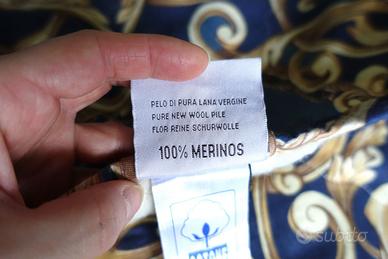 PELO DI PURA LANA VERGINE
PURE NEW WOOL PILE
FLOR REINE SCHURWOLLE
100% MERINOS
subito